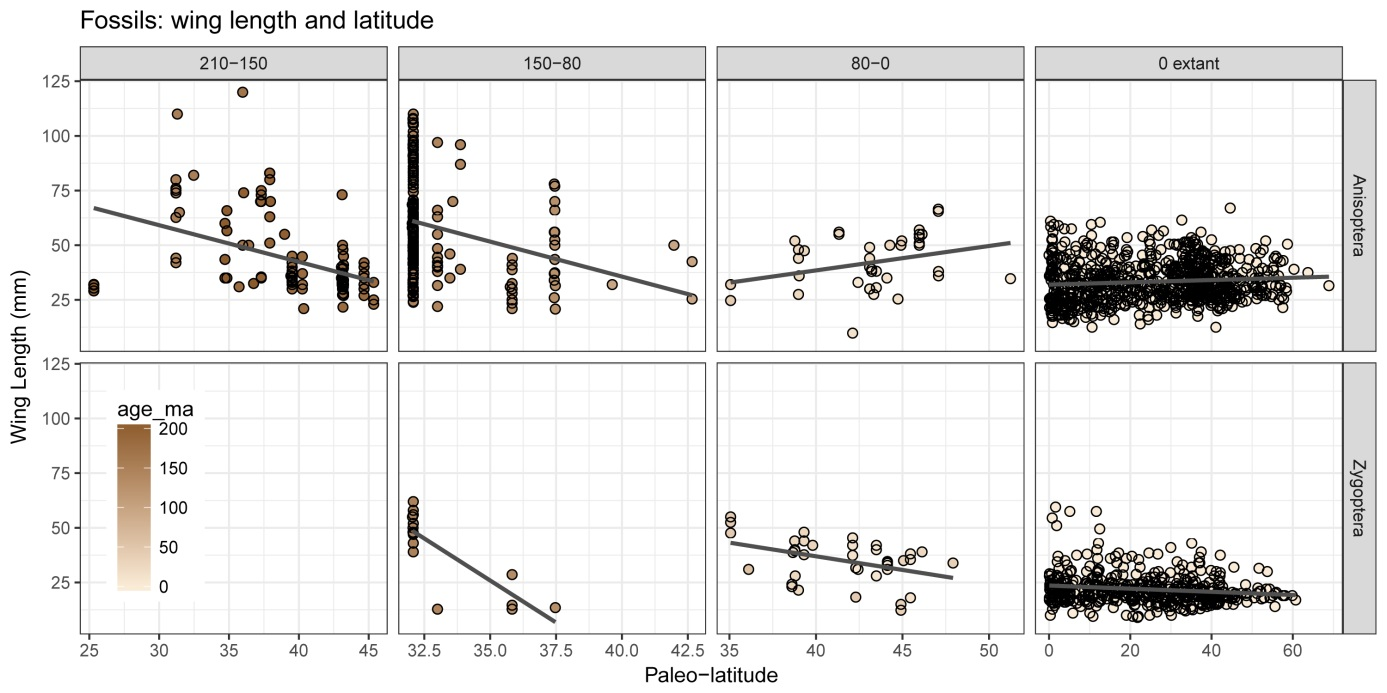 Fossils: wing length and latitude
210−150 150−80 80−0 0 extant
125
100
75
50
25
Anisoptera
125
100
75
50
25
Zygoptera
Wing Length (mm)
age_ma
200
150
100
50
0
25 30 35 40 45 32.5 35.0 37.5 40.0 42.5 35 40 45 50 0 20 40 60
Paleo−latitude